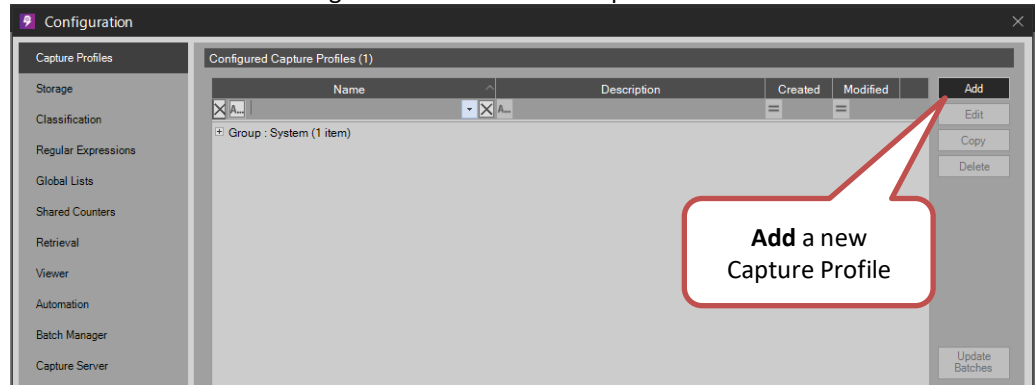 Configuration
Capture Profiles
Configured Capture Profiles (1)
Storage
Name
Description
Created
Modified
Add
A...
A...
=
=
Classification
Edit
Group : System (1 item)
Regular Expressions
Copy
Global Lists
Delete
Shared Counters
Retrieval
Add a new
Capture Profile
Viewer
Automation
Batch Manager
Capture Server
Update
Batches